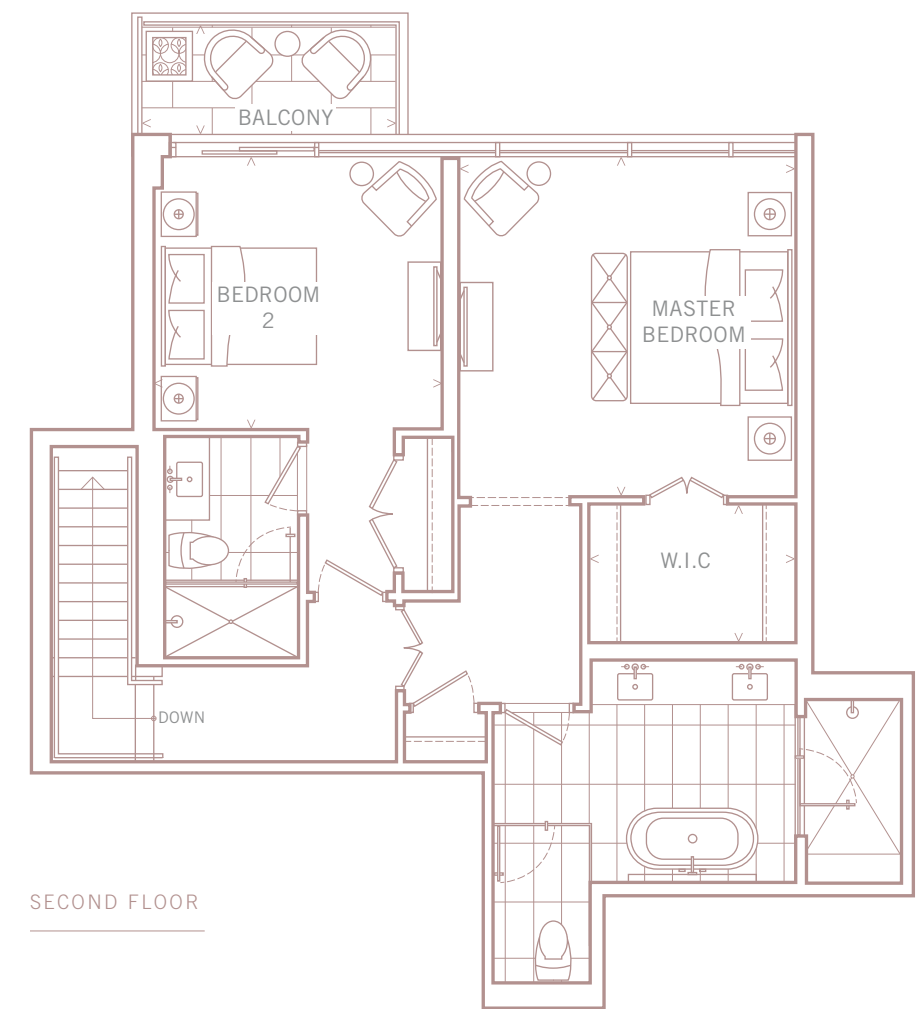 BALCONY
BEDROOM
2
MASTER
BEDROOM
W.I.C
DOWN
SECOND FLOOR